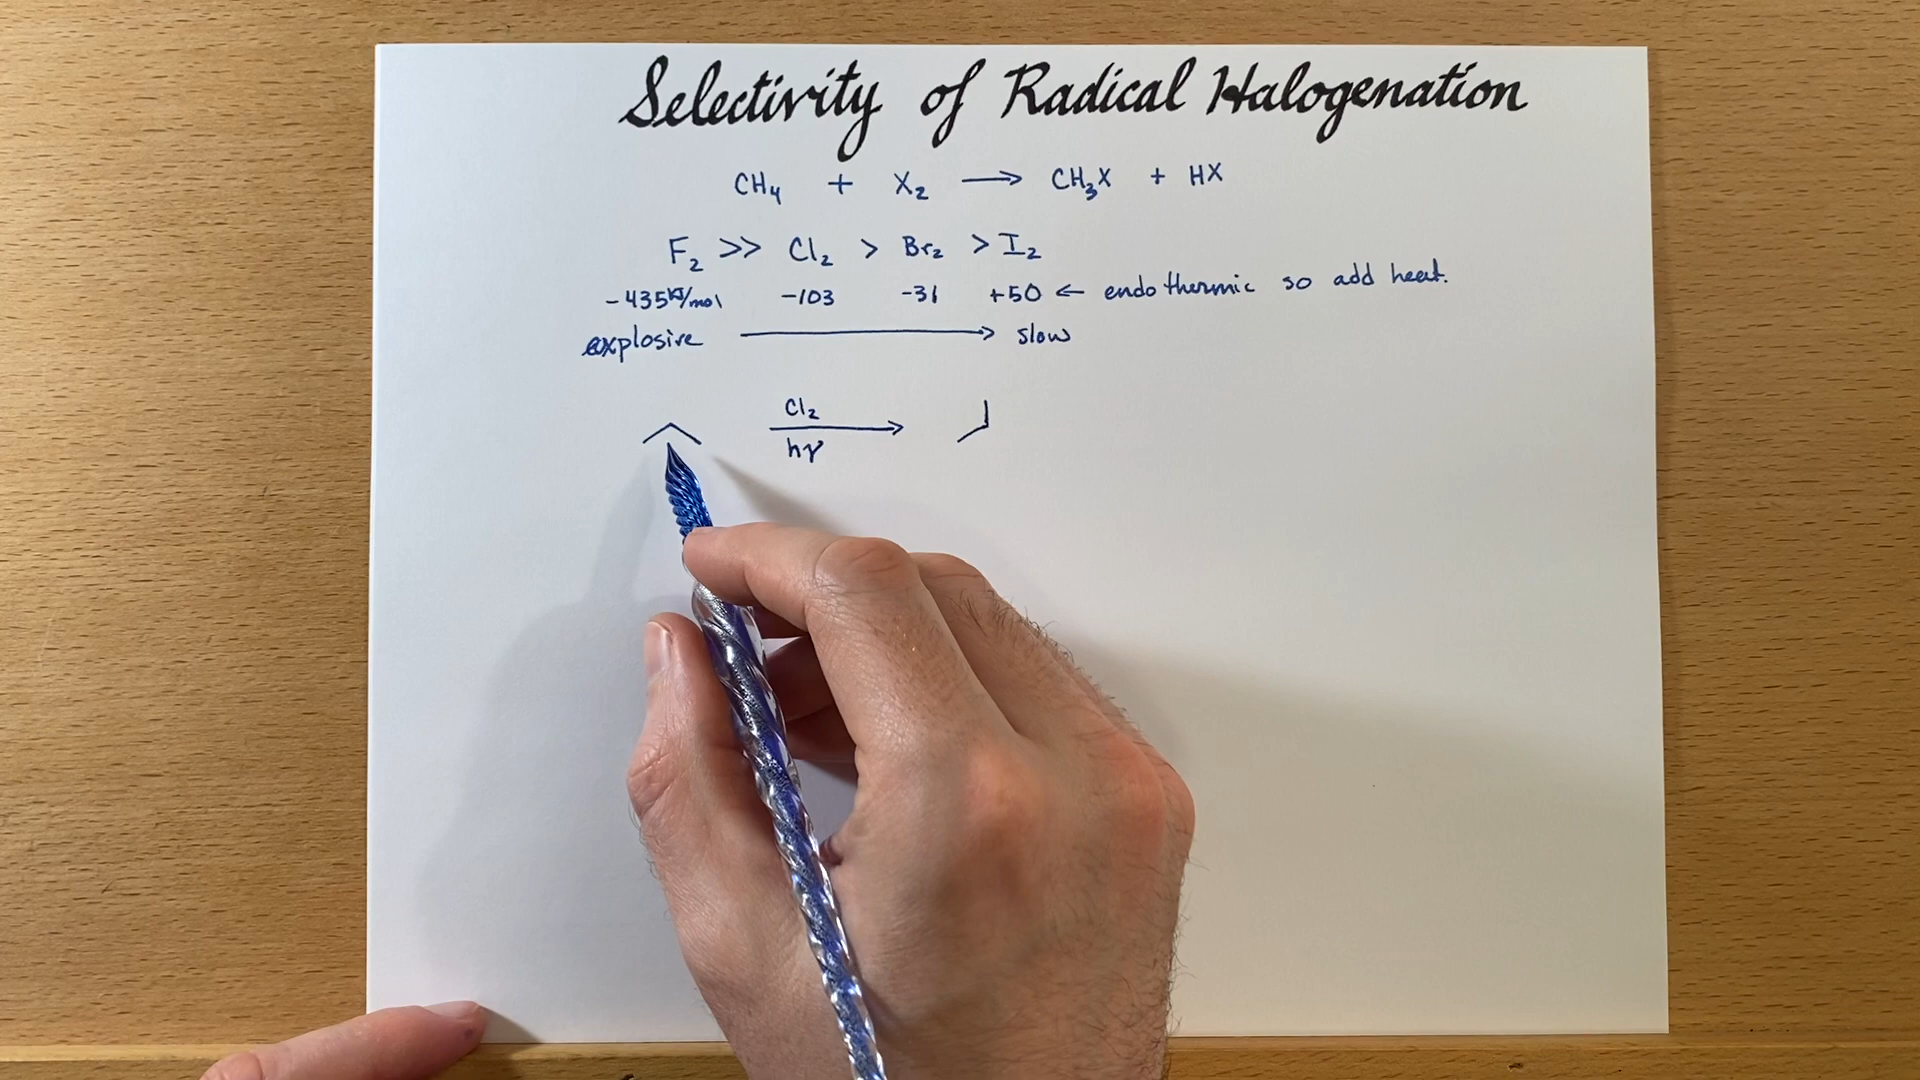 Selectivity of Radical Halogenation
CH₄ + X₂ → CH₃X + HX
F₂ >> Cl₂ > Br₂ > I₂
-435kJ/mol -103 -31 +50 ← endothermic so add heat.
explosive → slow
Cl₂
hν